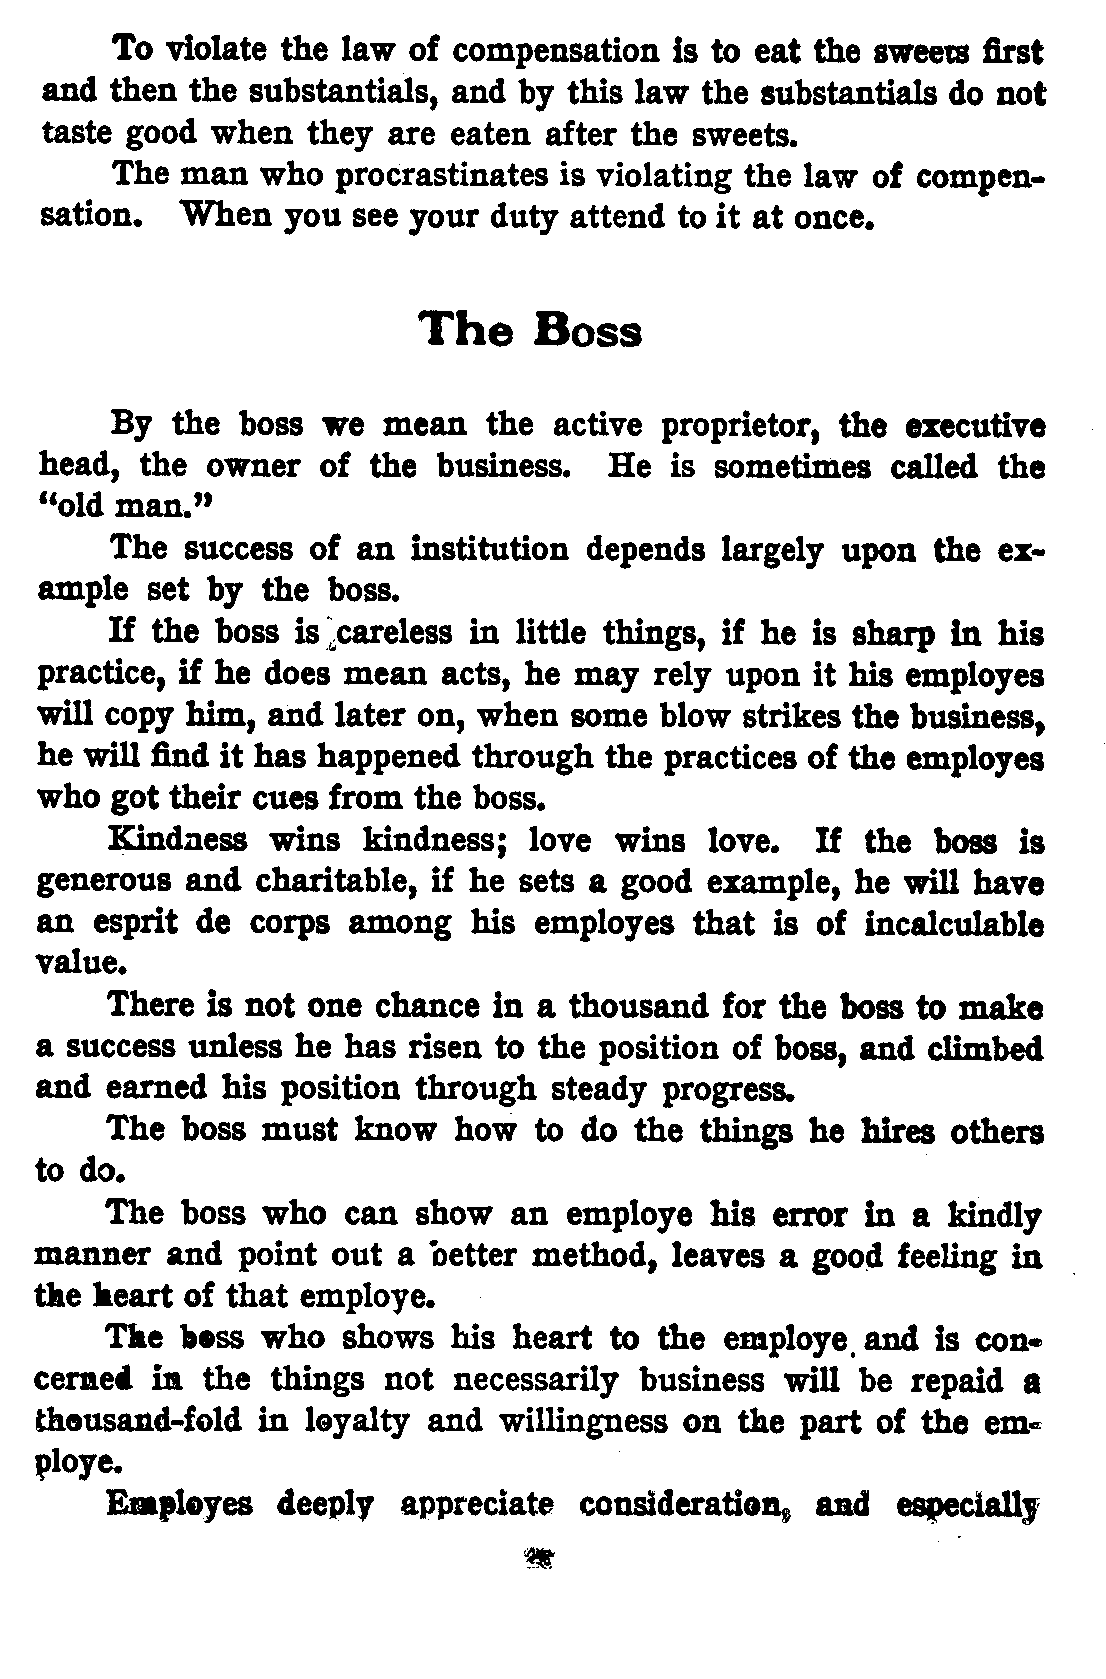 To violate the law of compensation is to eat the sweets first
and then the substantials, and by this law the substantials do not
taste good when they are eaten after the sweets.
The man who procrastinates is violating the law of compen-
sation. When you see your duty attend to it at once.
The Boss
By the boss we mean the active proprietor, the executive
head, the owner of the business. He is sometimes called the
“old man.”
The success of an institution depends largely upon the ex-
ample set by the boss.
If the boss is careless in little things, if he is sharp in his
practice, if he does mean acts, he may rely upon it his employes
will copy him, and later on, when some blow strikes the business,
he will find it has happened through the practices of the employes
who got their cues from the boss.
Kindness wins kindness; love wins love. If the boss is
generous and charitable, if he sets a good example, he will have
an esprit de corps among his employes that is of incalculable
value.
There is not one chance in a thousand for the boss to make
a success unless he has risen to the position of boss, and climbed
and earned his position through steady progress.
The boss must know how to do the things he hires others
to do.
The boss who can show an employe his error in a kindly
manner and point out a better method, leaves a good feeling in
the heart of that employe.
The boss who shows his heart to the employe and is con-
cerned in the things not necessarily business will be repaid a
thousand-fold in loyalty and willingness on the part of the em-
ploye.
Employes deeply appreciate consideration, and especially